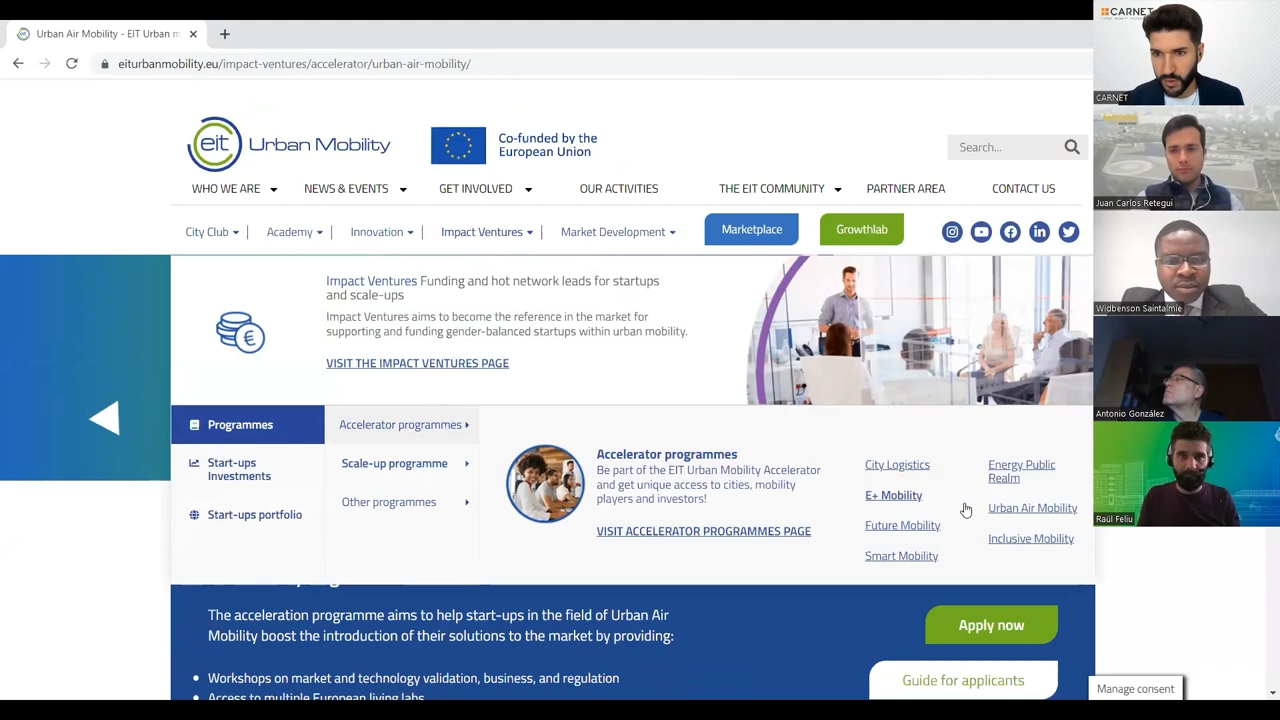 Urban Air Mobility - EIT Urban m
eiturbanmobility.eu/impact-ventures/accelerator/urban-air-mobility/
eit Urban Mobility
Co-funded by the
European Union
Search...
WHO WE ARE
NEWS & EVENTS
GET INVOLVED
OUR ACTIVITIES
THE EIT COMMUNITY
PARTNER AREA
CONTACT US
City Club
Academy
Innovation
Impact Ventures
Market Development
Marketplace
Growthlab
Impact Ventures Funding and hot network leads for startups
and scale-ups
Impact Ventures aims to become the reference in the market for
supporting and funding gender-balanced startups within urban mobility.
VISIT THE IMPACT VENTURES PAGE
Programmes
Start-ups
Investments
Start-ups portfolio
Accelerator programmes
Scale-up programme
Other programmes
Accelerator programmes
Be part of the EIT Urban Mobility Accelerator
and get unique access to cities, mobility
players and investors!
VISIT ACCELERATOR PROGRAMMES PAGE
City Logistics
E+ Mobility
Future Mobility
Smart Mobility
Energy Public
Realm
Urban Air Mobility
Inclusive Mobility
The acceleration programme aims to help start-ups in the field of Urban Air
Mobility boost the introduction of their solutions to the market by providing:
Workshops on market and technology validation, business, and regulation
Access to multiple European living labs
Apply now
Guide for applicants
Manage consent
CARNET
CARNET
Juan Carlos Retegui
Widbenson Saintalmie
Antonio González
Raül Feliu